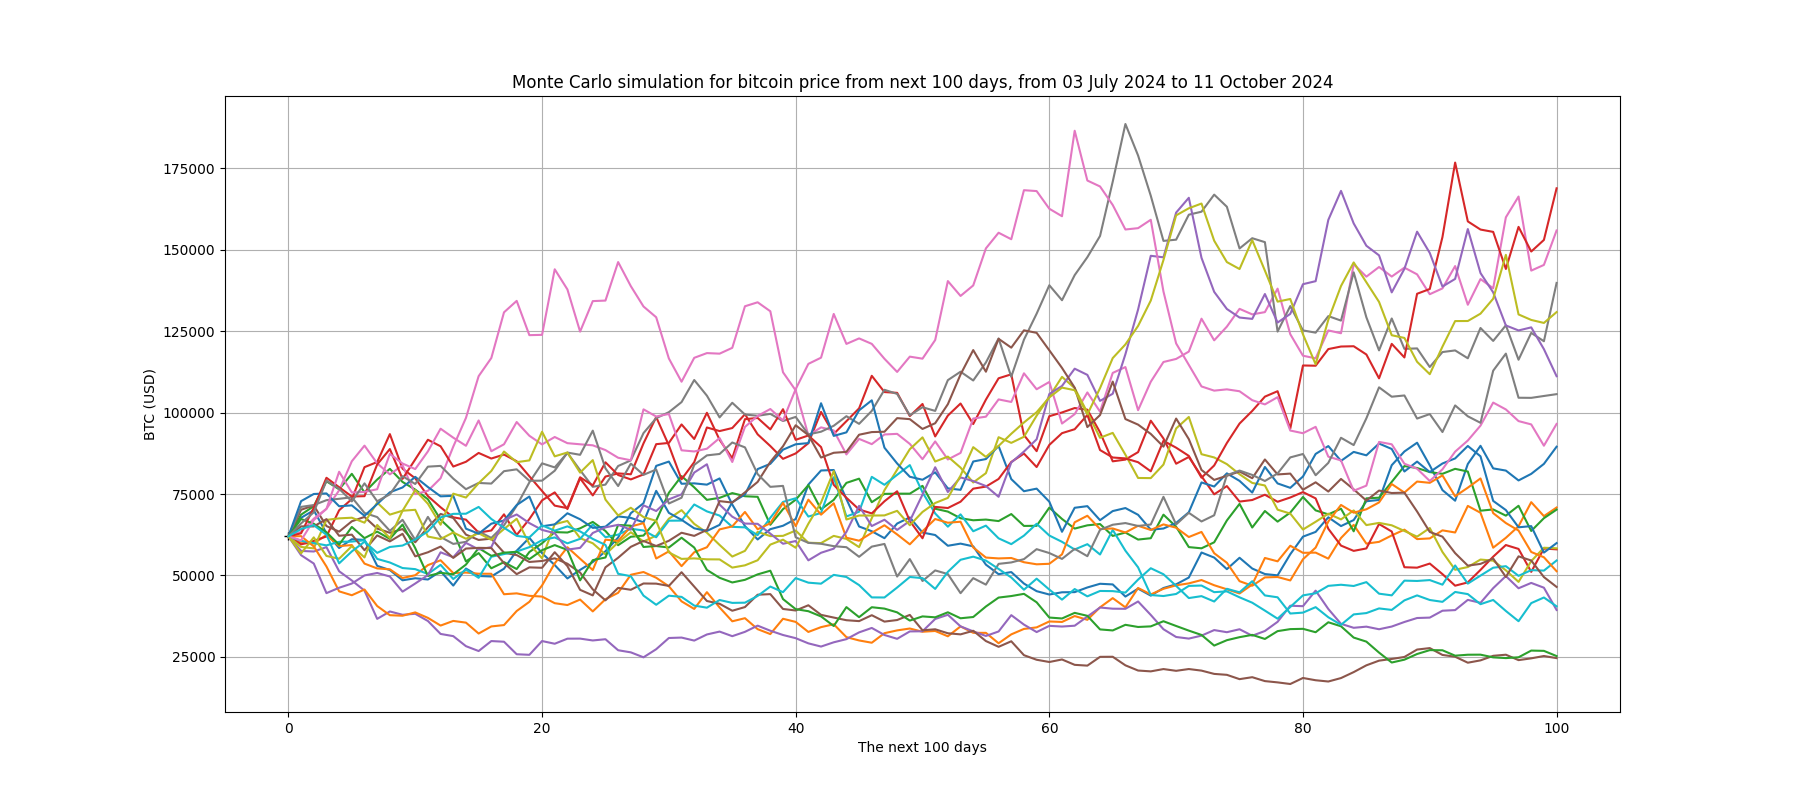 Monte Carlo simulation for bitcoin price from next 100 days, from 03 July 2024 to 11 October 2024
175000
150000
125000
100000
75000
50000
25000
BTC (USD)
0 20 40 60 80 100
The next 100 days